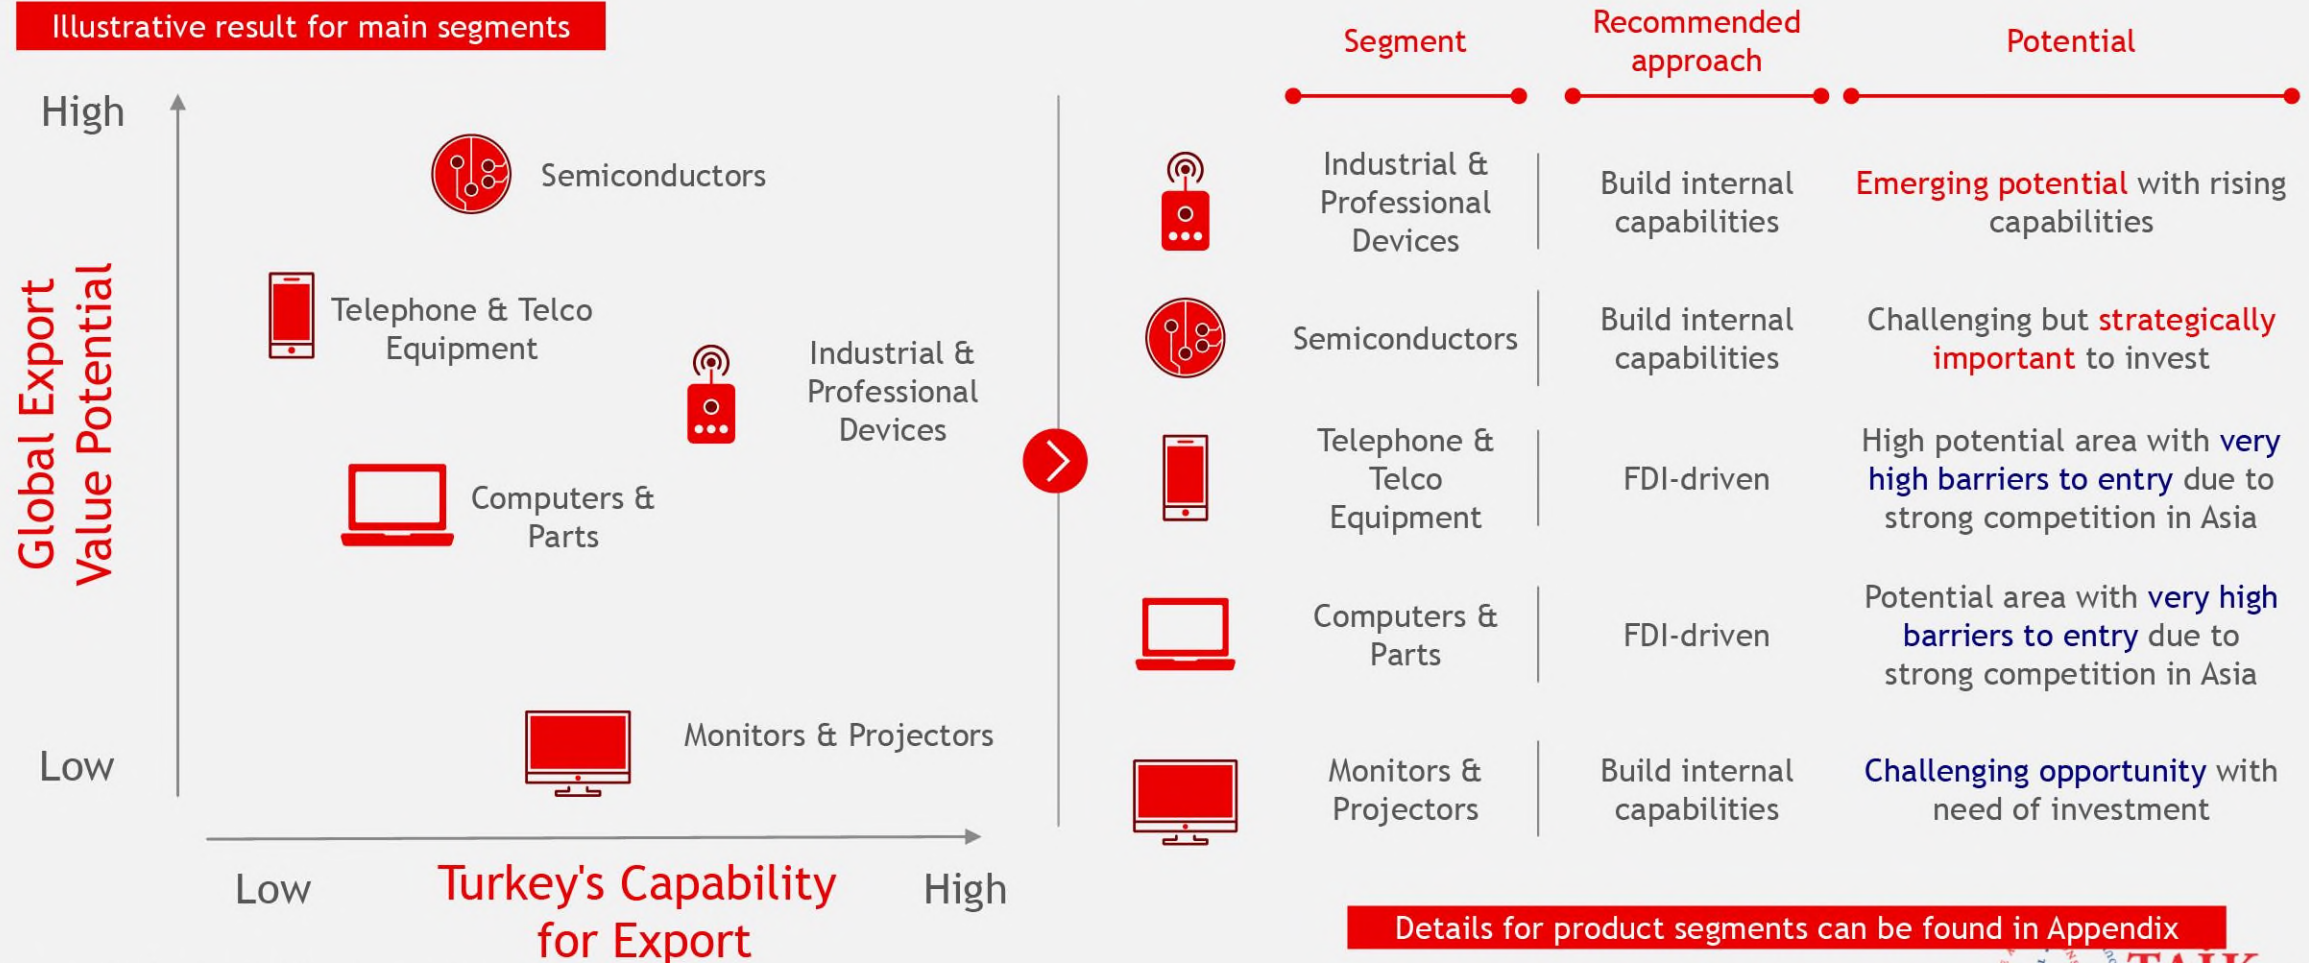 Illustrative result for main segments
High
Low
Global Export
Value Potential
Semiconductors
Telephone & Telco
Equipment
Industrial &
Professional
Devices
Computers &
Parts
Monitors & Projectors
Low
Turkey's Capability
for Export
High
Segment
Recommended
approach
Potential
Industrial &
Professional
Devices
Build internal
capabilities
Emerging potential with rising
capabilities
Semiconductors
Build internal
capabilities
Challenging but strategically
important to invest
Telephone &
Telco
Equipment
FDI-driven
High potential area with very
high barriers to entry due to
strong competition in Asia
Computers &
Parts
FDI-driven
Potential area with very high
barriers to entry due to
strong competition in Asia
Monitors &
Projectors
Build internal
capabilities
Challenging opportunity with
need of investment
Details for product segments can be found in Appendix